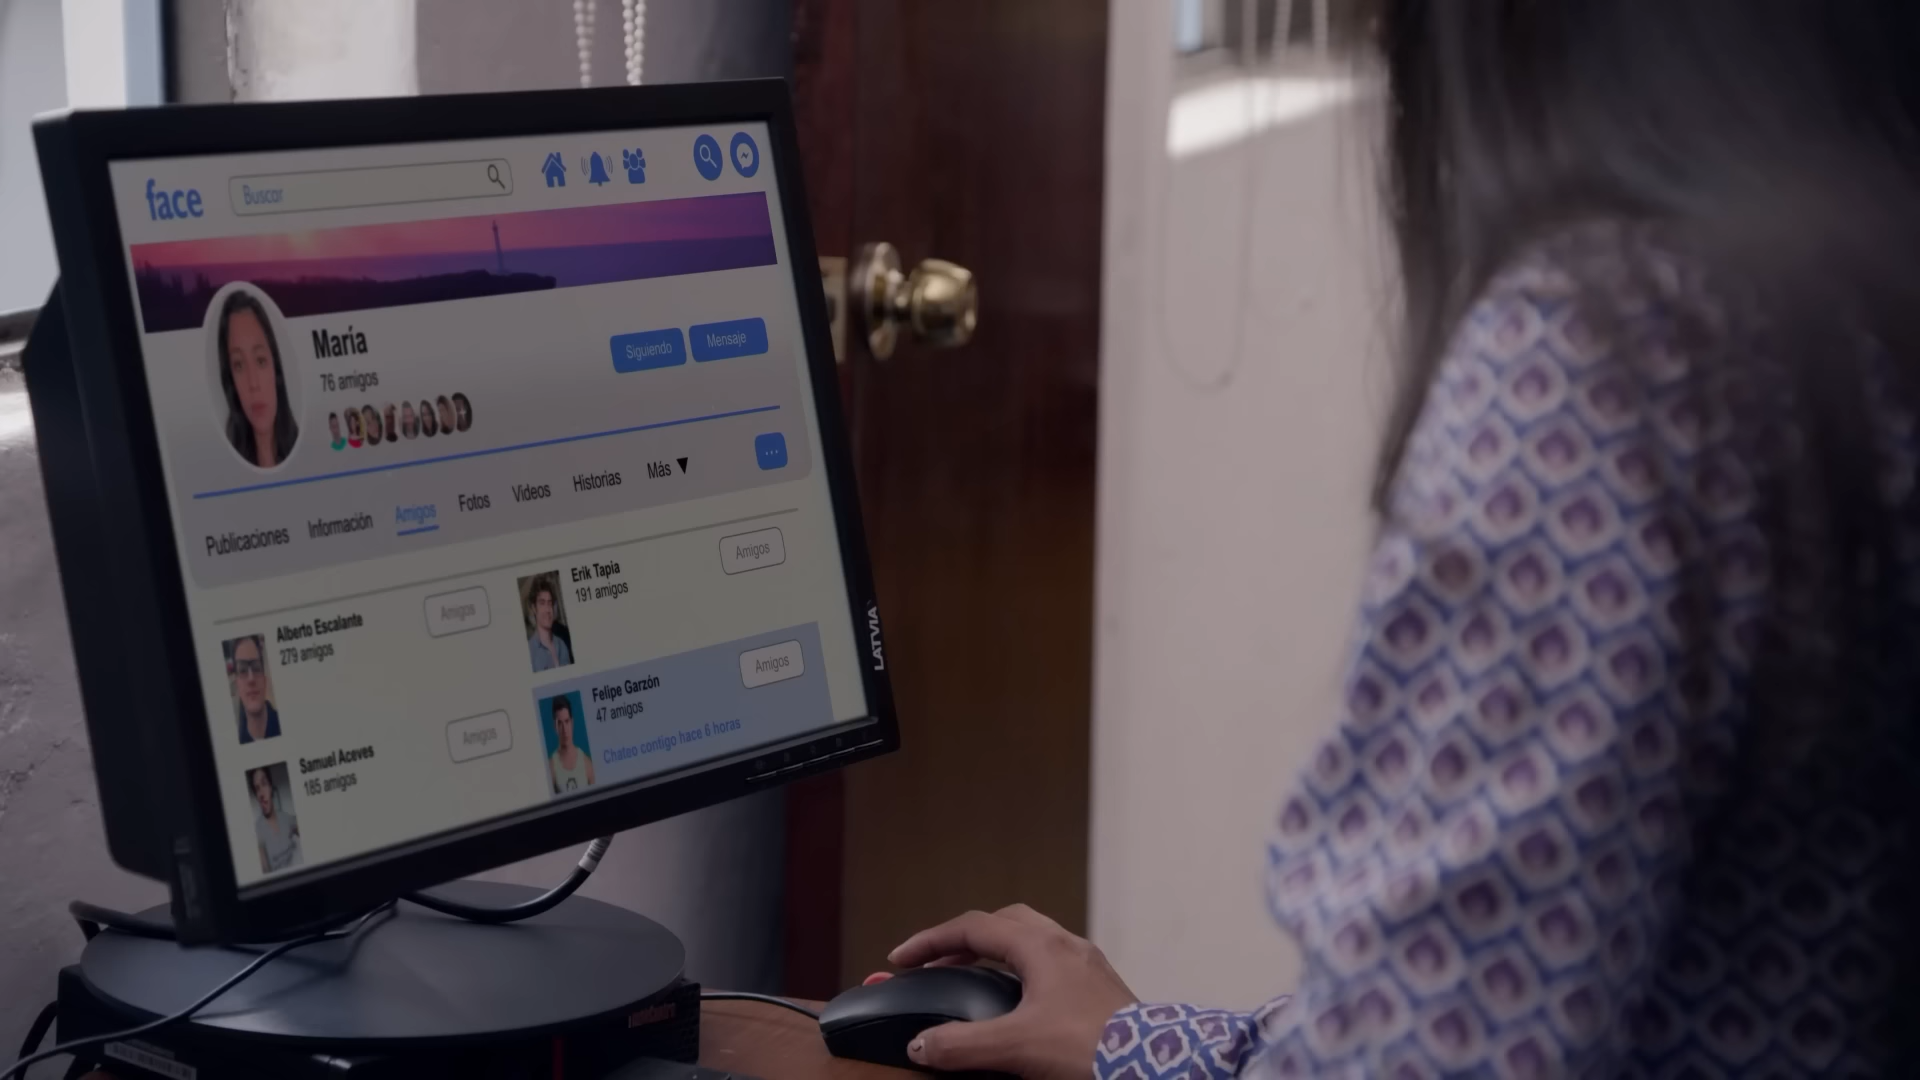 face
Buscar
María
76 amigos
Siguiendo
Mensaje
Publicaciones
Información
Amigos
Fotos
Videos
Historias
Más
Alberto Escalante
279 amigos
Amigos
Erik Tapia
191 amigos
Amigos
Samuel Aceves
185 amigos
Amigos
Felipe Garzón
47 amigos
Amigos
Chateo contigo hace 6 horas
LATVIA